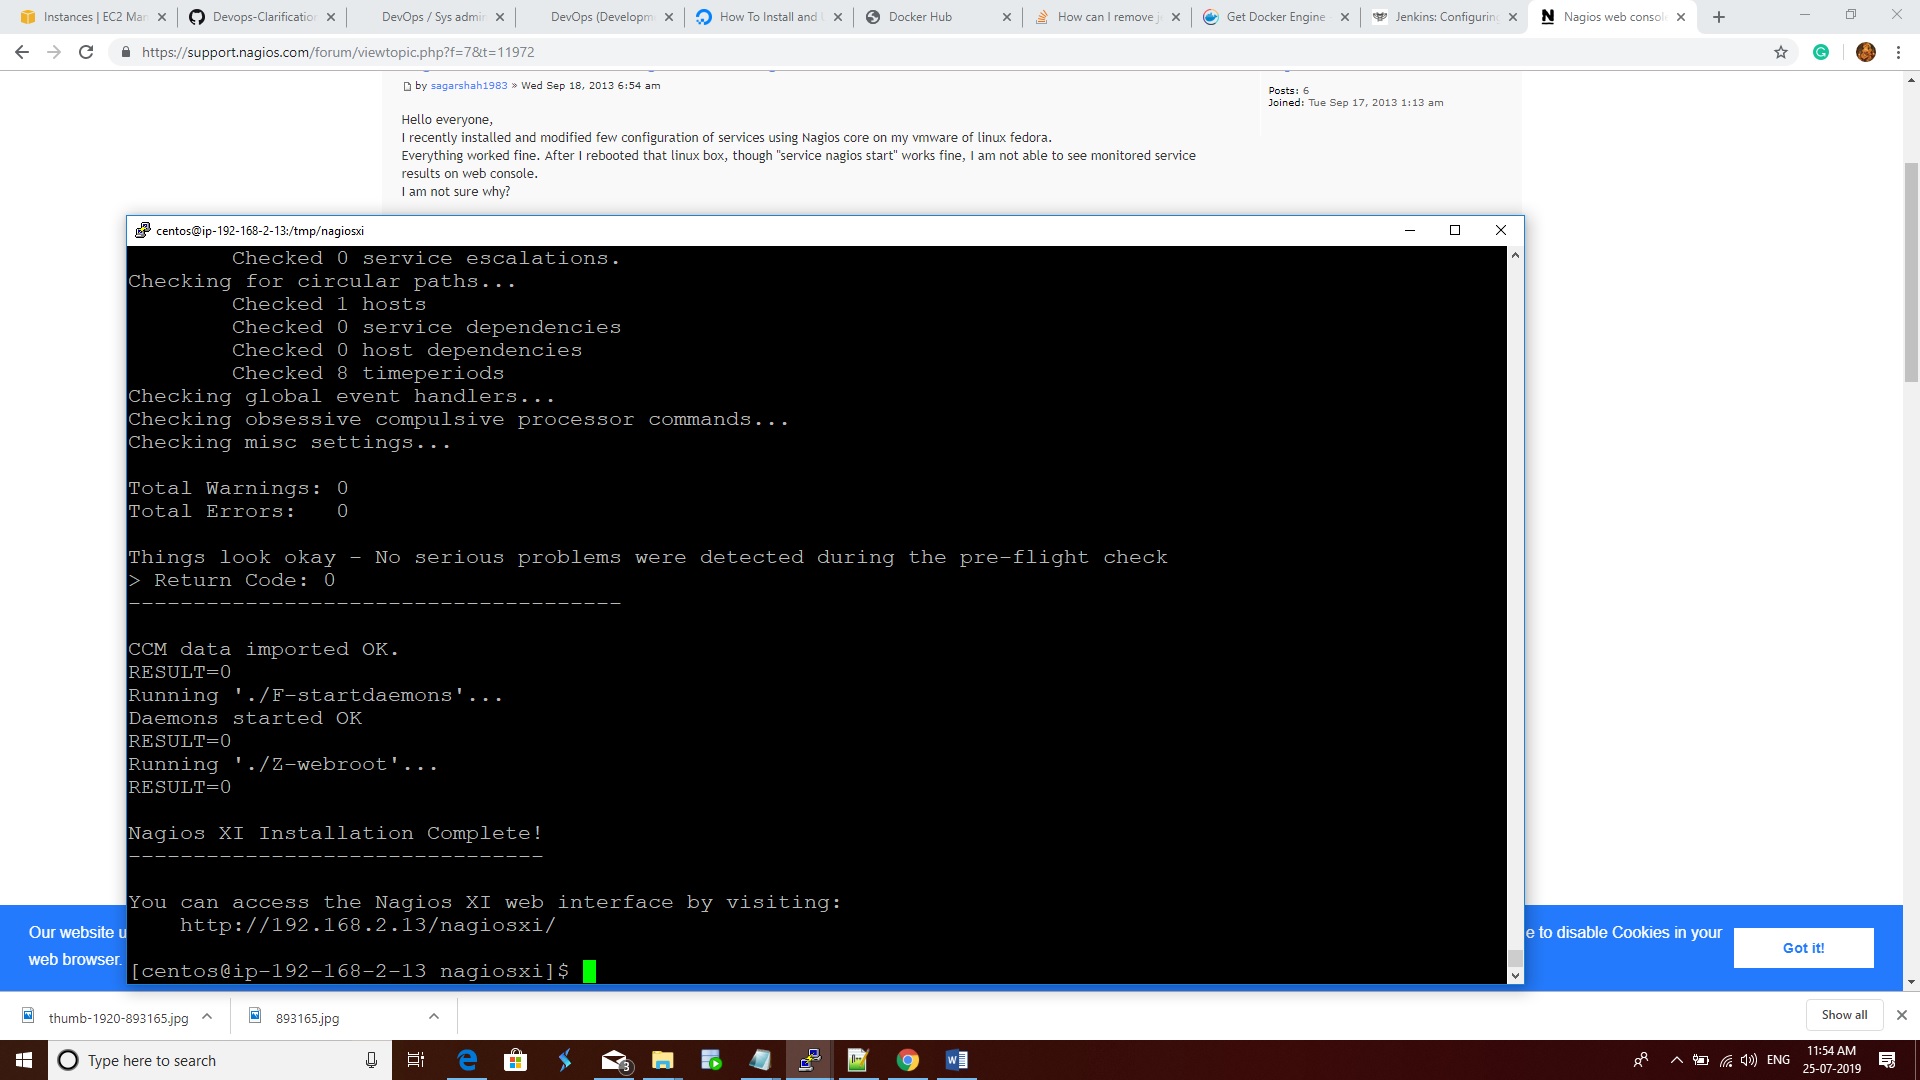 Instances | EC2 Man
Devops-Clarification
DevOps / Sys admin
DevOps (Developm
How To Install and U
Docker Hub
How can I remove j
Get Docker Engine
Jenkins: Configuring
Nagios web consol
https://support.nagios.com/forum/viewtopic.php?f=7&t=11972
by sagarshah1983 » Wed Sep 18, 2013 6:54 am
Posts: 6
Joined: Tue Sep 17, 2013 1:13 am
Hello everyone,
I recently installed and modified few configuration of services using Nagios core on my vmware of linux fedora.
Everything worked fine. After I rebooted that linux box, though "service nagios start" works fine, I am not able to see monitored service
results on web console.
I am not sure why?
centos@ip-192-168-2-13:/tmp/nagiosxi
Checked 0 service escalations.
Checking for circular paths...
Checked 1 hosts
Checked 0 service dependencies
Checked 0 host dependencies
Checked 8 timeperiods
Checking global event handlers...
Checking obsessive compulsive processor commands...
Checking misc settings...
Total Warnings: 0
Total Errors:   0
Things look okay - No serious problems were detected during the pre-flight check
> Return Code: 0
--------------------------------------
CCM data imported OK.
RESULT=0
Running './F-startdaemons'...
Daemons started OK
RESULT=0
Running './Z-webroot'...
RESULT=0
Nagios XI Installation Complete!
--------------------------------
You can access the Nagios XI web interface by visiting:
http://192.168.2.13/nagiosxi/
[centos@ip-192-168-2-13 nagiosxi]$
Our website u
web browser.
e to disable Cookies in your
Got it!
thumb-1920-893165.jpg
893165.jpg
Show all
Type here to search
3
ENG
11:54 AM
25-07-2019